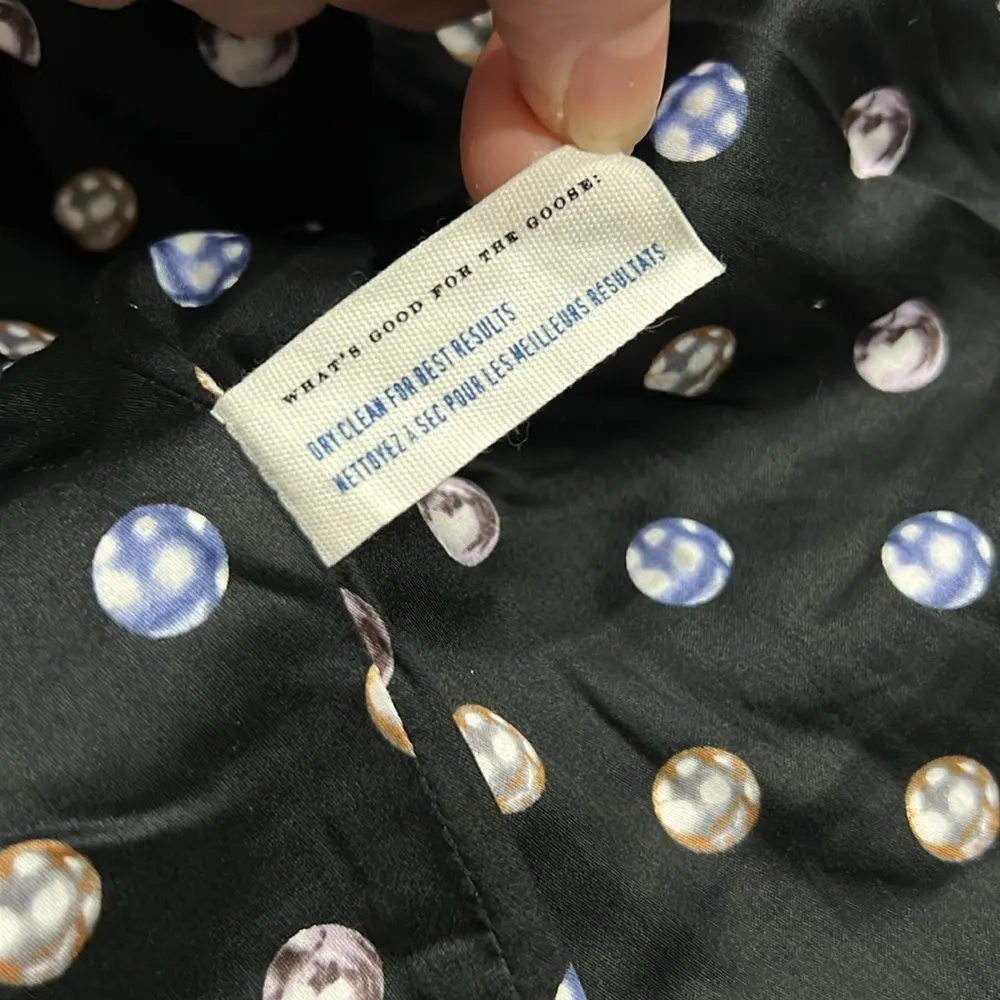 WHAT'S GOOD FOR THE GOOSE:
DRY CLEAN FOR BEST RESULTS
NETTOYEZ À SEC POUR LES MEILLEURS RÉSULTATS